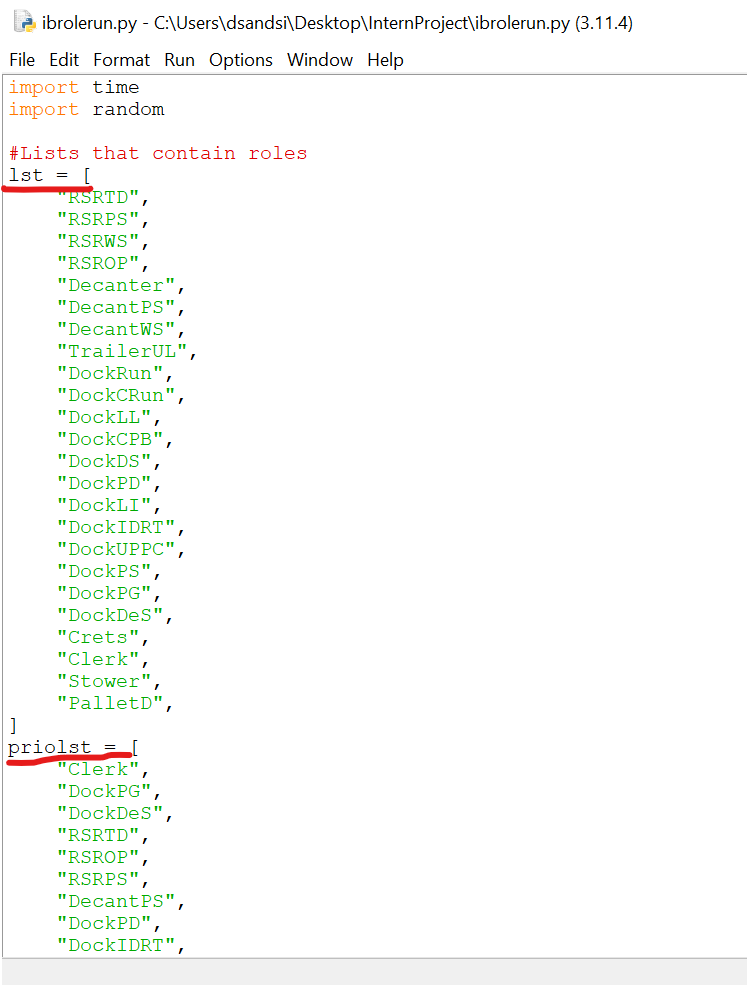 ibrolerun.py - C:\Users\dsandsi\Desktop\InternProject\ibrolerun.py (3.11.4)
File Edit Format Run Options Window Help
import time
import random
#Lists that contain roles
lst = [
"RSRTD",
"RSRPS",
"RSRWS",
"RSROP",
"Decanter",
"DecantPS",
"DecantWS",
"TrailerUL",
"DockRun",
"DockCRun",
"DockLL",
"DockCPB",
"DockDS",
"DockPD",
"DockLI",
"DockIDRT",
"DockUPPC",
"DockPS",
"DockPG",
"DockDeS",
"Crets",
"Clerk",
"Stower",
"PalletD",
]
priolst = [
"Clerk",
"DockPG",
"DockDeS",
"RSRTD",
"RSROP",
"RSRPS",
"DecantPS",
"DockPD",
"DockIDRT",